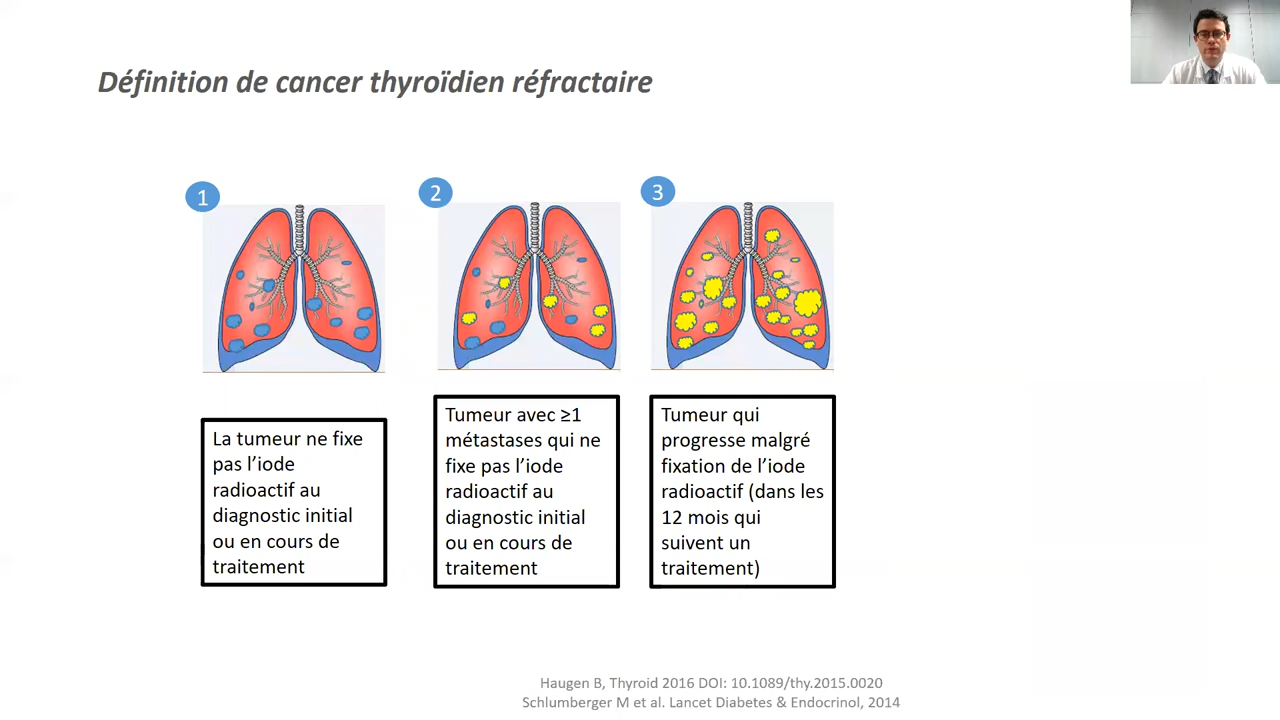 Définition de cancer thyroïdien réfractaire
1
2
3
La tumeur ne fixe
pas l’iode
radioactif au
diagnostic initial
ou en cours de
traitement
Tumeur avec ≥1
métastases qui ne
fixe pas l’iode
radioactif au
diagnostic initial
ou en cours de
traitement
Tumeur qui
progresse malgré
fixation de l’iode
radioactif (dans les
12 mois qui
suivent un
traitement)
Haugen B, Thyroid 2016 DOI: 10.1089/thy.2015.0020
Schlumberger M et al. Lancet Diabetes & Endocrinol, 2014